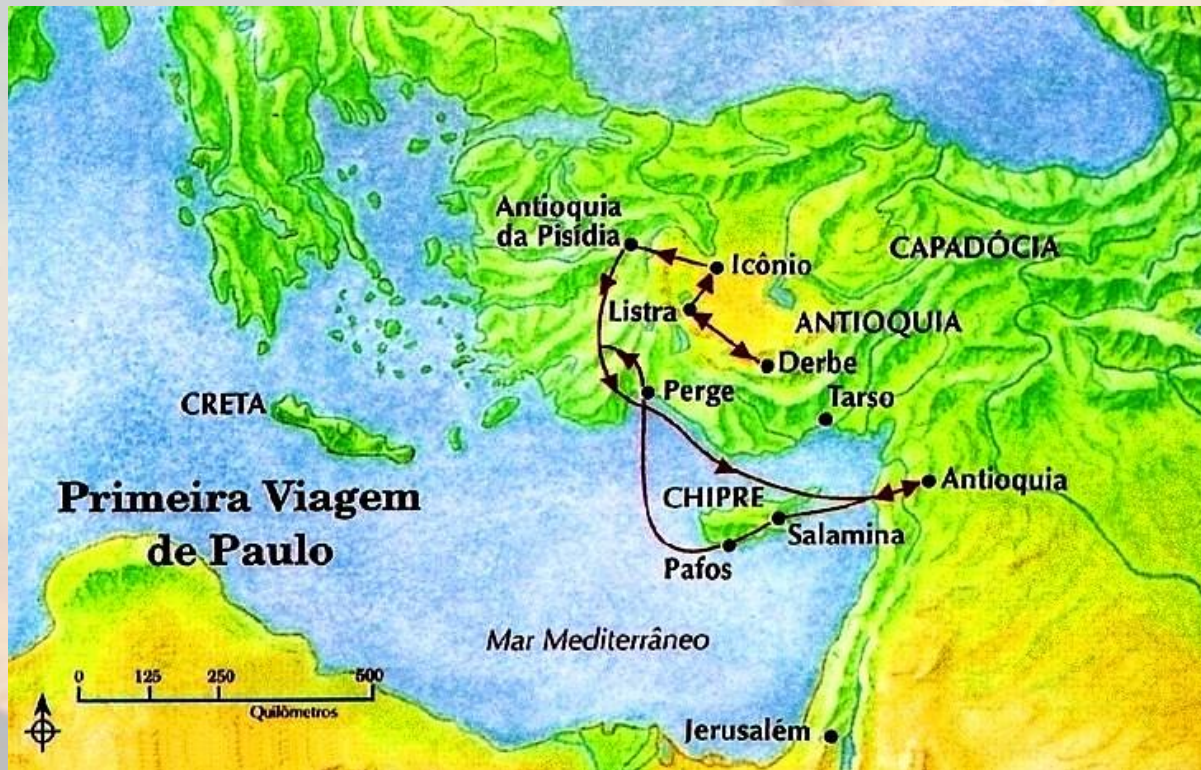 Antioquia
da Pisídia
Icônio
CAPADÓCIA
Listra
ANTIOQUIA
Derbe
Perge
Tarso
CRETA
Antioquia
CHIPRE
Salamina
Pafos
Primeira Viagem
de Paulo
Mar Mediterrâneo
0 125 250 500
Quilômetros
Jerusalém